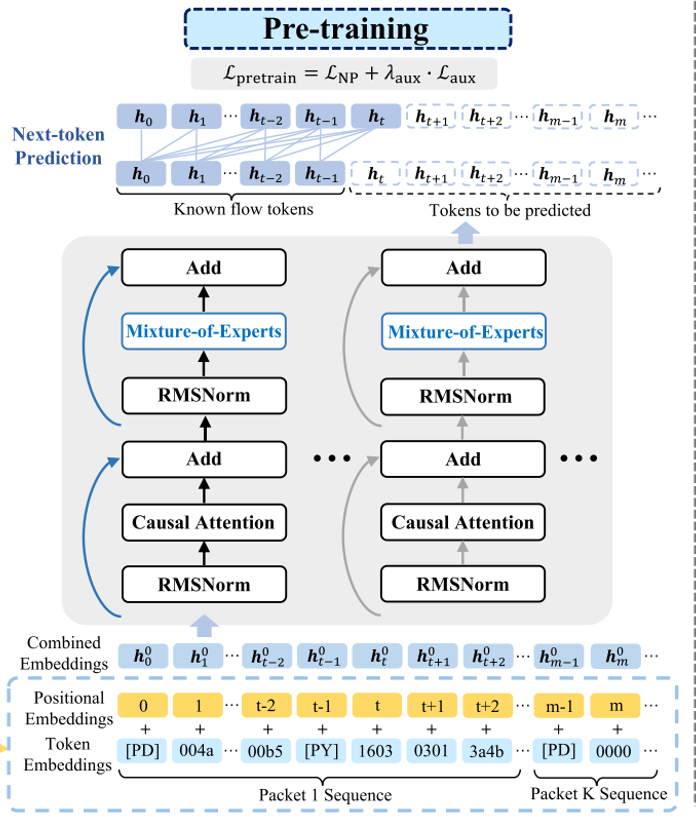 Pre-training
ℒpretrain = ℒNP + λaux · ℒaux
Next-token
Prediction
h0 h1 ··· ht−2 ht−1 ht ht+1 ht+2 ··· hm−1 hm ···
h0 h1 ··· ht−2 ht−1 ht ht+1 ht+2 ··· hm−1 hm ···
Known flow tokens Tokens to be predicted
Add Add
Mixture-of-Experts Mixture-of-Experts
RMSNorm RMSNorm
Add ••• Add •••
Causal Attention Causal Attention
RMSNorm RMSNorm
Combined
Embeddings
h⁰0 h⁰1 ··· h⁰t−2 h⁰t−1 h⁰t h⁰t+1 h⁰t+2 ··· h⁰m−1 h⁰m ···
Positional
Embeddings
0 1 ··· t-2 t-1 t t+1 t+2 ··· m-1 m ···
+ + + + + + + + +
Token
Embeddings
[PD] 004a ··· 00b5 [PY] 1603 0301 3a4b ··· [PD] 0000 ···
Packet 1 Sequence Packet K Sequence